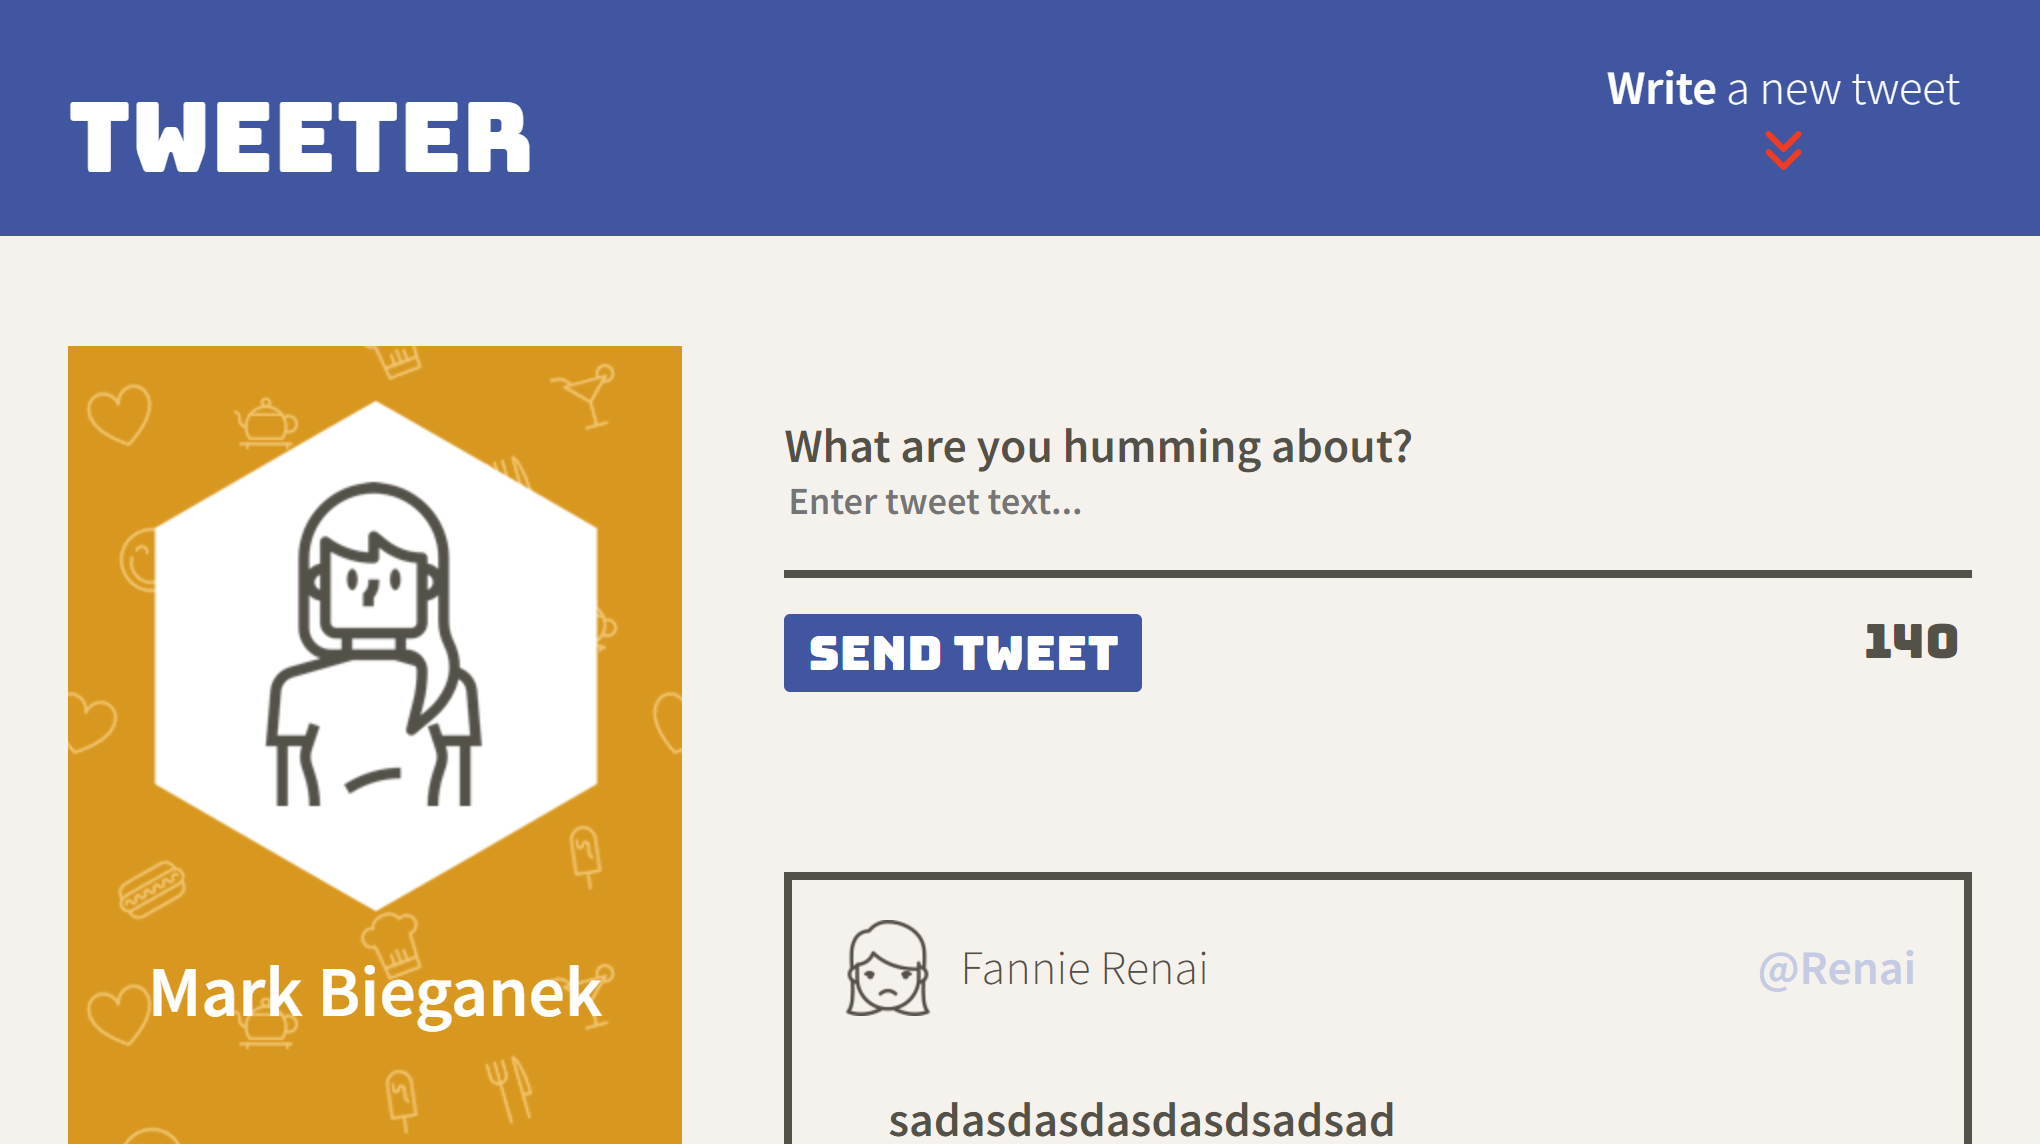 TWEETER
Write a new tweet
Mark Bieganek
What are you humming about?
Enter tweet text...
SEND TWEET
140
Fannie Renai
@Renai
sadasdasdasdasdsadsad